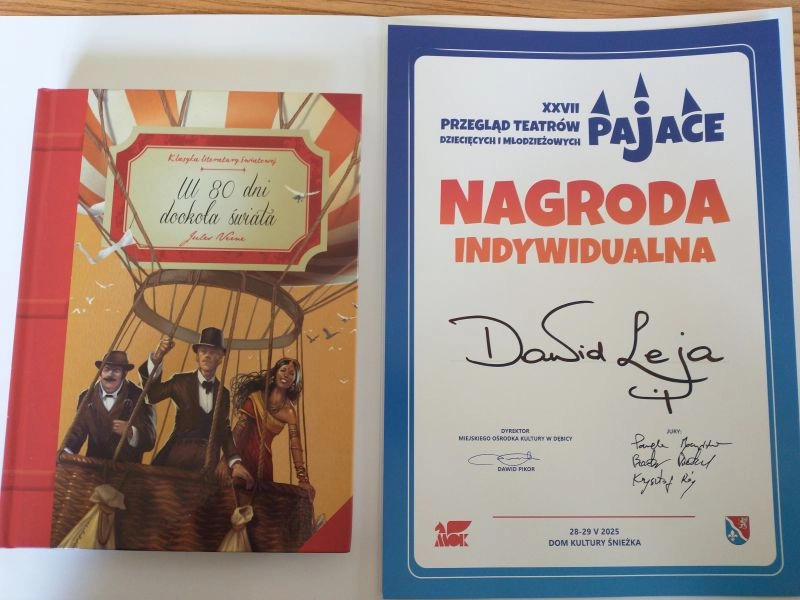 Klasyka literatury światowej
W 80 dni
dookoła świata
Jules Verne
XXVII
PRZEGLĄD TEATRÓW
DZIECIĘCYCH I MŁODZIEŻOWYCH
PAJACE
NAGRODA
INDYWIDUALNA
Dawid Leja
DYREKTOR
MIEJSKIEGO OŚRODKA KULTURY W DĘBICY
DAWID PIKOR
JURY:
Krzysztof
MOK
28-29 V 2025
DOM KULTURY ŚNIEŻKA